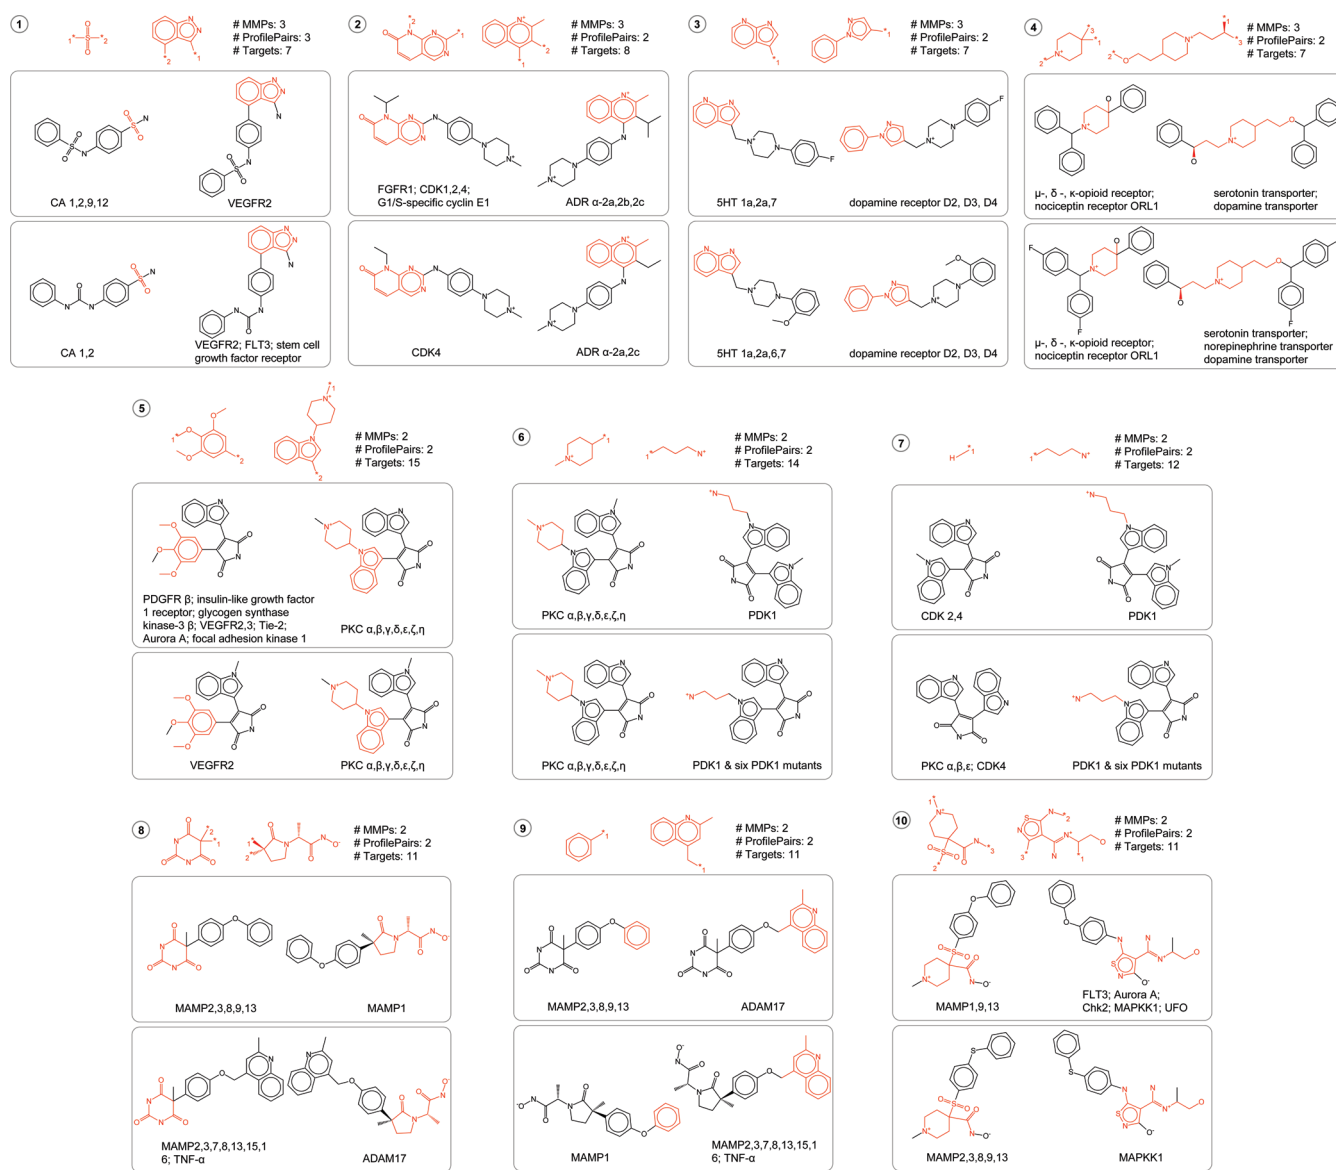 1
# MMPs: 3
# ProfilePairs: 3
# Targets: 7
CA 1,2,9,12
VEGFR2
CA 1,2
VEGFR2; FLT3; stem cell
growth factor receptor
2
# MMPs: 3
# ProfilePairs: 2
# Targets: 8
FGFR1; CDK1,2,4;
G1/S-specific cyclin E1
ADR α-2a,2b,2c
CDK4
ADR α-2a,2c
3
# MMPs: 3
# ProfilePairs: 2
# Targets: 7
5HT 1a,2a,7
dopamine receptor D2, D3, D4
5HT 1a,2a,6,7
dopamine receptor D2, D3, D4
4
# MMPs: 3
# ProfilePairs: 2
# Targets: 7
μ-, δ -, κ-opioid receptor;
nociceptin receptor ORL1
serotonin transporter;
dopamine transporter
μ-, δ -, κ-opioid receptor;
nociceptin receptor ORL1
serotonin transporter;
norepinephrine transporter
dopamine transporter
5
# MMPs: 2
# ProfilePairs: 2
# Targets: 15
PDGFR β; insulin-like growth factor
1 receptor; glycogen synthase
kinase-3 β; VEGFR2,3; Tie-2;
Aurora A; focal adhesion kinase 1
PKC α,β,γ,δ,ε,ζ,η
VEGFR2
PKC α,β,γ,δ,ε,ζ,η
6
# MMPs: 2
# ProfilePairs: 2
# Targets: 14
PKC α,β,γ,δ,ε,ζ,η
PDK1
PKC α,β,γ,δ,ε,ζ,η
PDK1 & six PDK1 mutants
7
# MMPs: 2
# ProfilePairs: 2
# Targets: 12
CDK 2,4
PDK1
PKC α,β,ε; CDK4
PDK1 & six PDK1 mutants
8
# MMPs: 2
# ProfilePairs: 2
# Targets: 11
MAMP2,3,8,9,13
MAMP1
MAMP2,3,7,8,13,15,1
6; TNF-α
ADAM17
9
# MMPs: 2
# ProfilePairs: 2
# Targets: 11
MAMP2,3,8,9,13
ADAM17
MAMP1
MAMP2,3,7,8,13,15,1
6; TNF-α
10
# MMPs: 2
# ProfilePairs: 2
# Targets: 11
MAMP1,9,13
FLT3; Aurora A;
Chk2; MAPKK1; UFO
MAMP2,3,8,9,13
MAPKK1